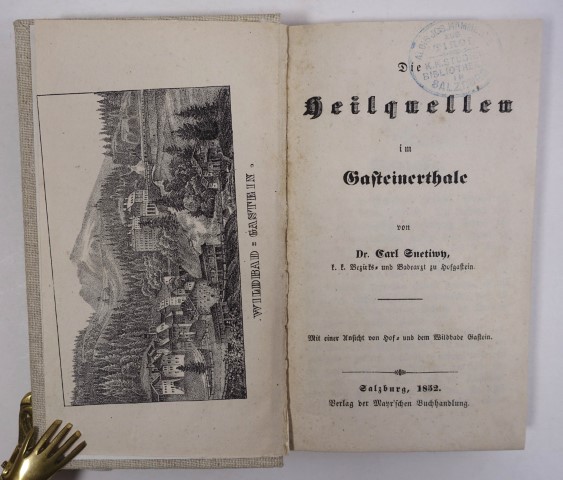 WILDBAD=GASTEIN.
Die
Heilquellen
im
Gasteinerthale
von
Dr. Carl Snetiwy,
k. k. Bezirks- und Badearzt zu Hofgastein.
Mit einer Ansicht von Hof- und dem Wildbade Gastein.
Salzburg, 1852.
Verlag der Mayr'schen Buchhandlung.